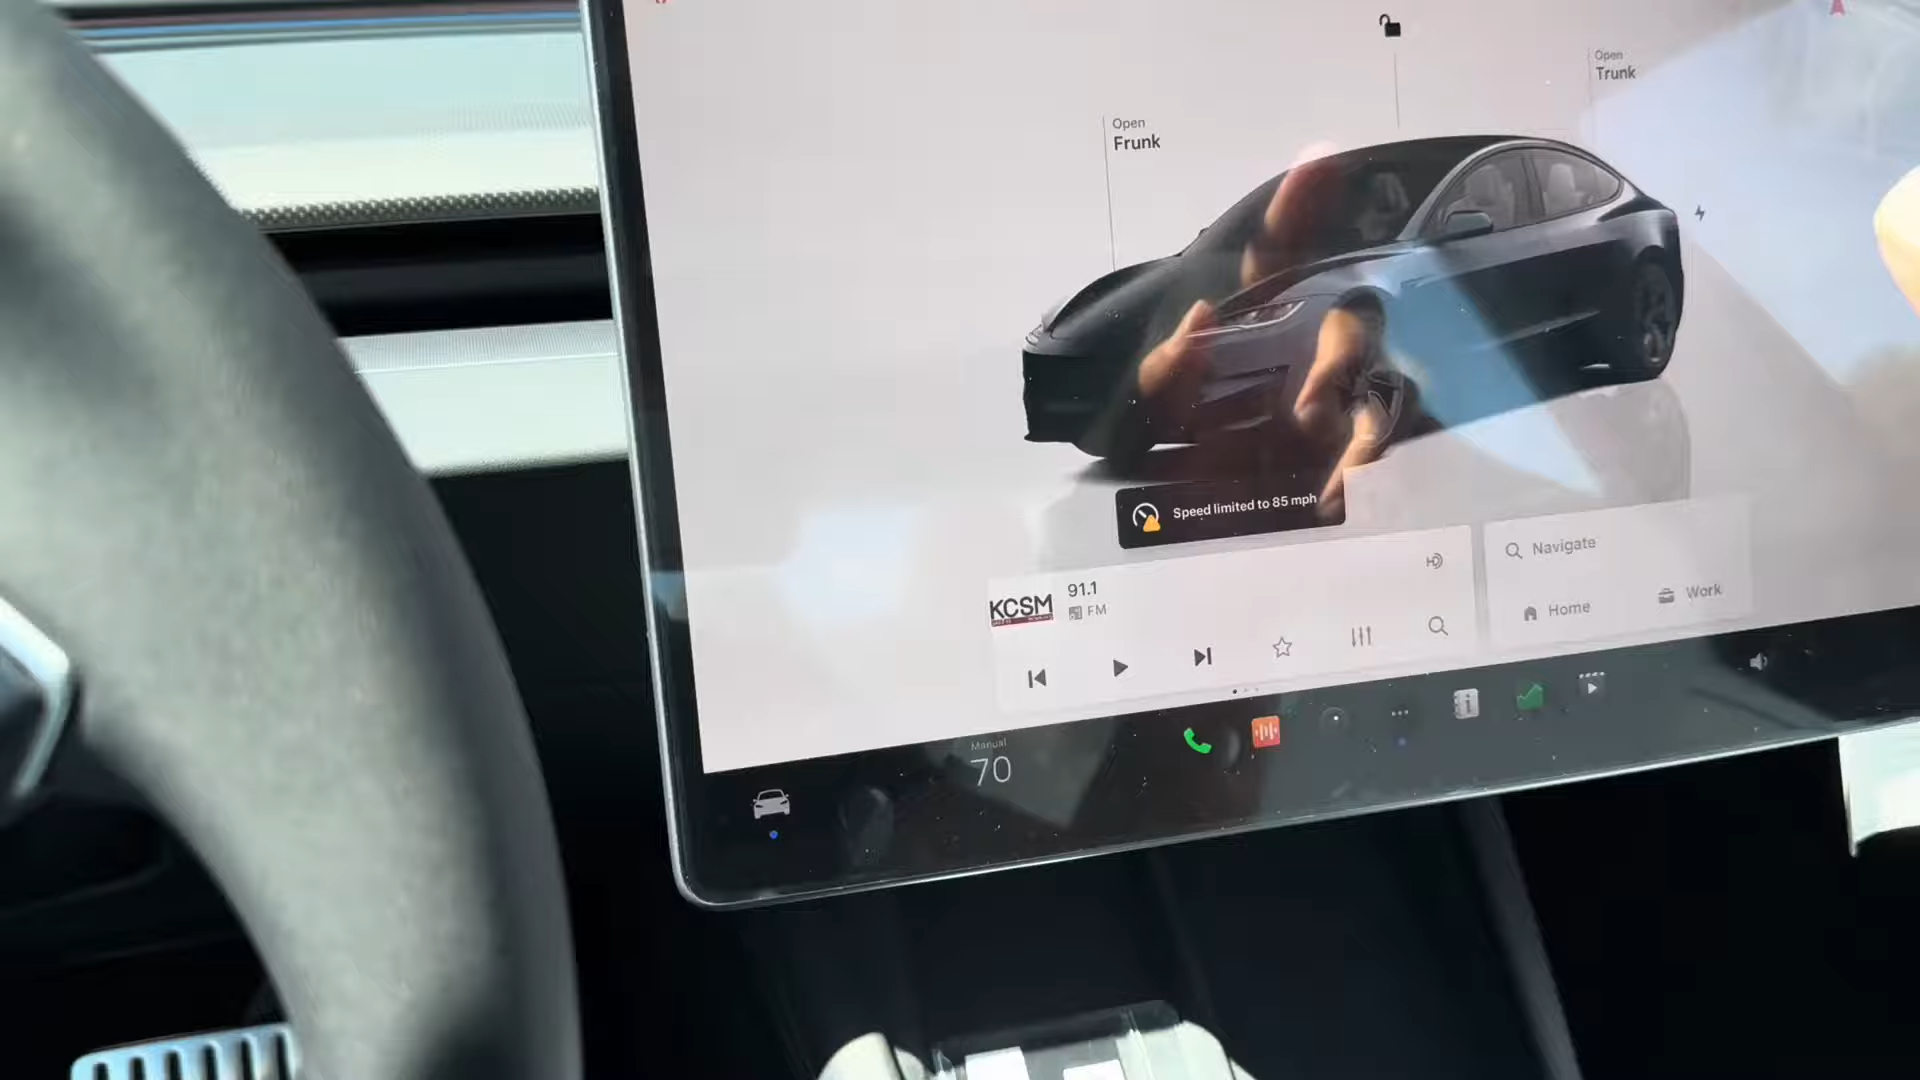 Open
Trunk
Open
Frunk
Speed limited to 85 mph
KCSM
91.1
FM
Navigate
Home
Work
Manual
70